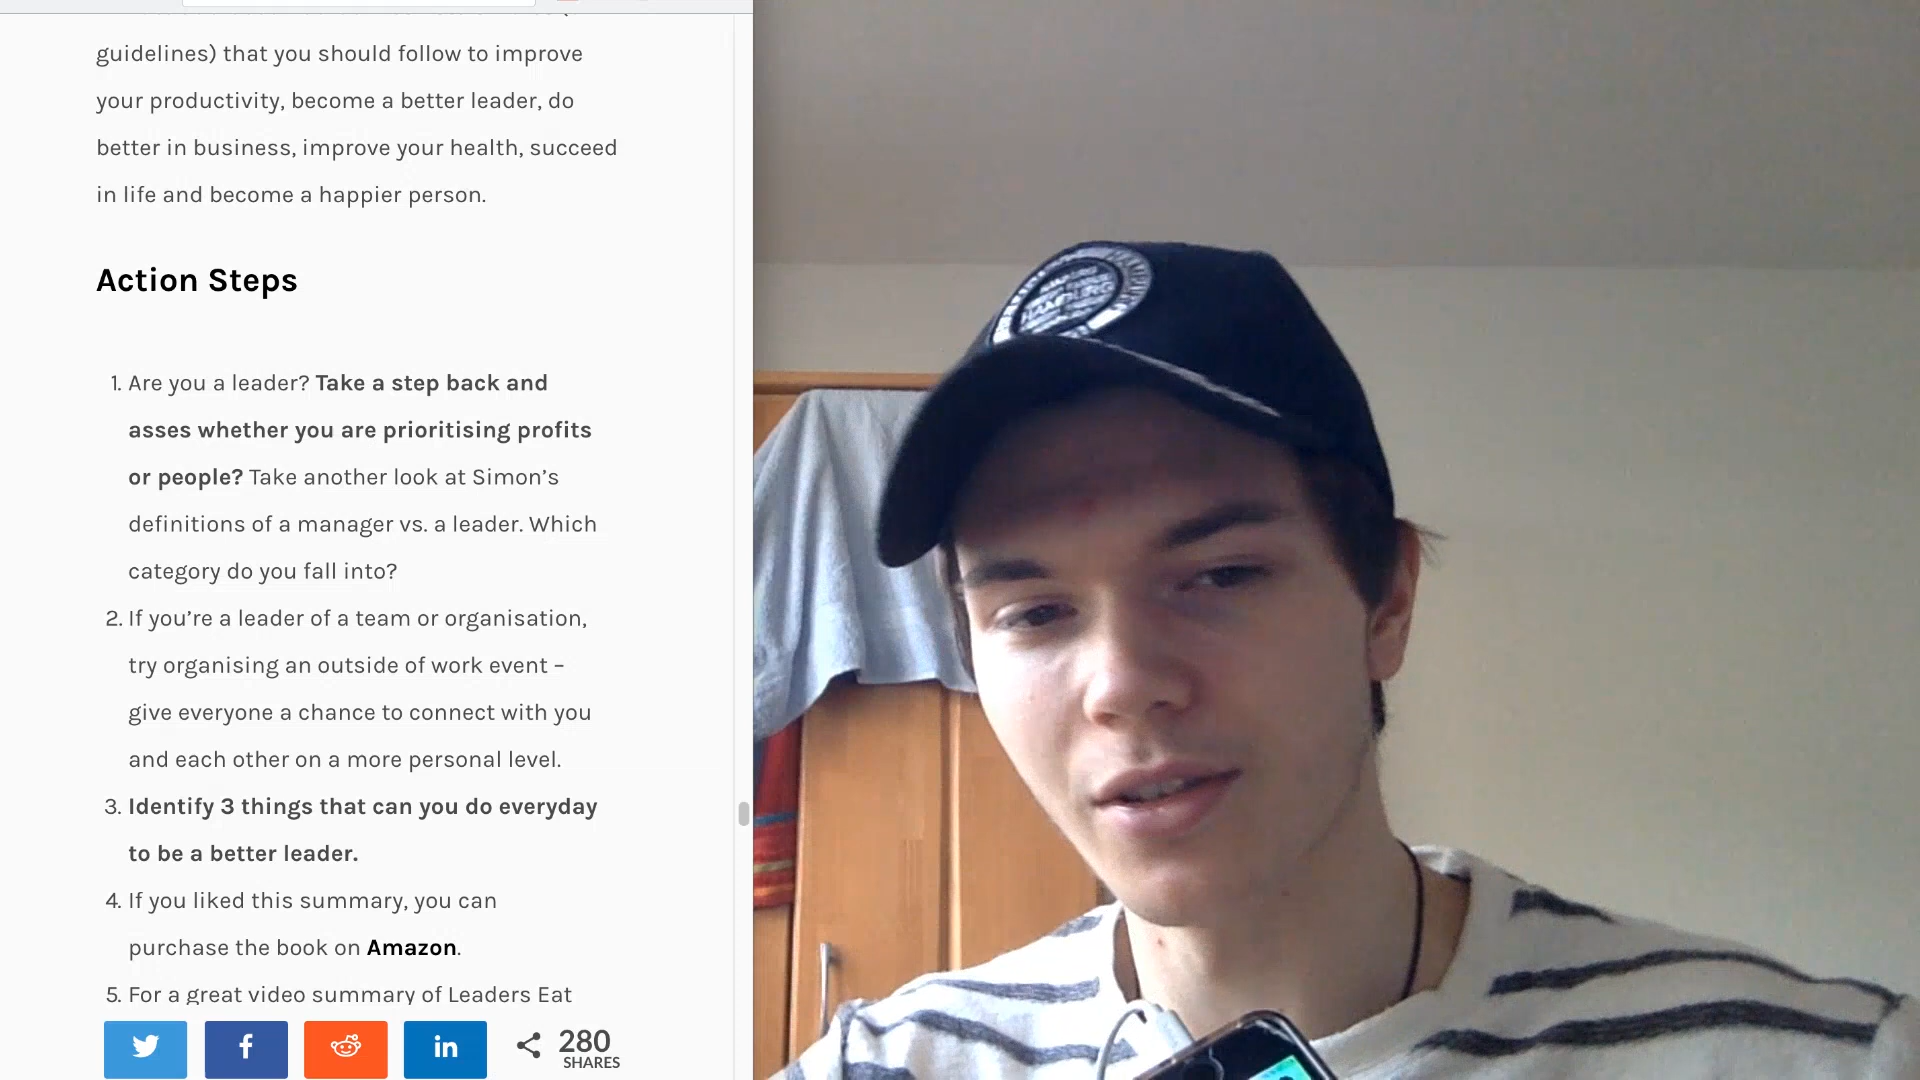 guidelines) that you should follow to improve
your productivity, become a better leader, do
better in business, improve your health, succeed
in life and become a happier person.
Action Steps
1. Are you a leader? Take a step back and
asses whether you are prioritising profits
or people? Take another look at Simon’s
definitions of a manager vs. a leader. Which
category do you fall into?
2. If you’re a leader of a team or organisation,
try organising an outside of work event –
give everyone a chance to connect with you
and each other on a more personal level.
3. Identify 3 things that can you do everyday
to be a better leader.
4. If you liked this summary, you can
purchase the book on Amazon.
5. For a great video summary of Leaders Eat
280
SHARES
HAMBURG